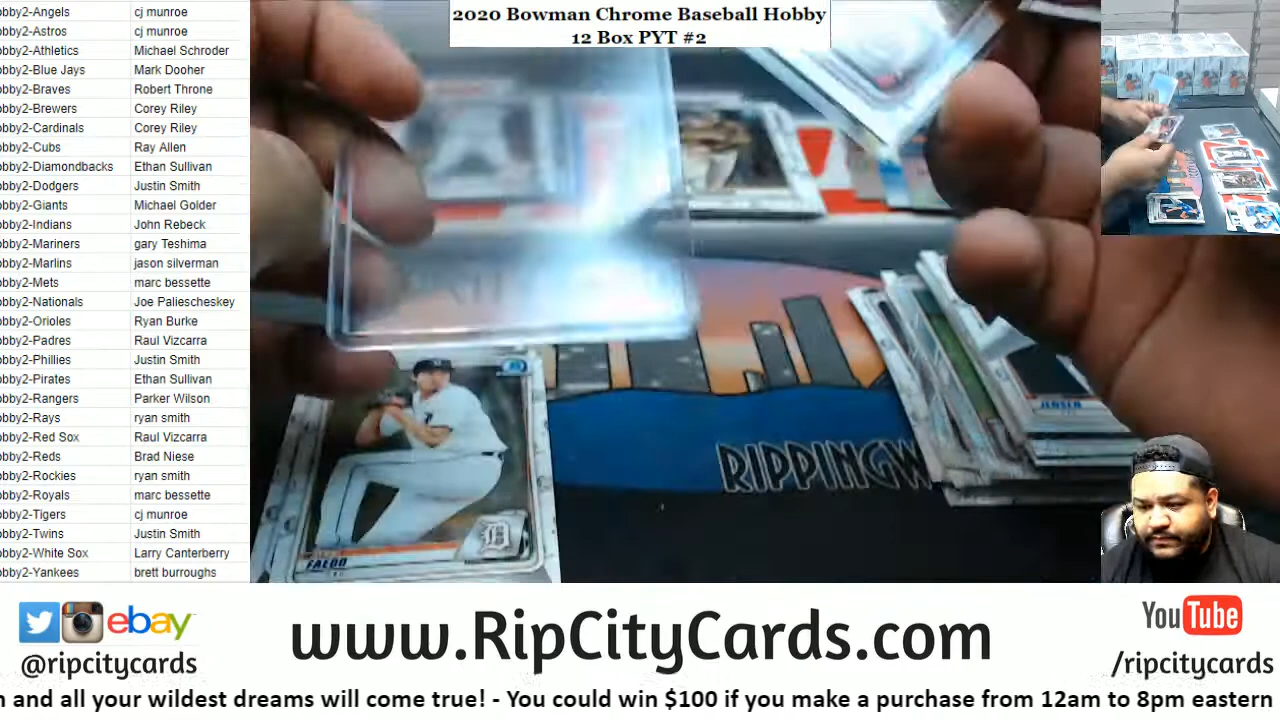 obby2-Angels cj munroe
obby2-Astros cj munroe
obby2-Athletics Michael Schroder
obby2-Blue Jays Mark Dooher
obby2-Braves Robert Throne
obby2-Brewers Corey Riley
obby2-Cardinals Corey Riley
obby2-Cubs Ray Allen
obby2-Diamondbacks Ethan Sullivan
obby2-Dodgers Justin Smith
obby2-Giants Michael Golder
obby2-Indians John Rebeck
obby2-Mariners gary Teshima
obby2-Marlins jason silverman
obby2-Mets marc bessette
obby2-Nationals Joe Paliescheskey
obby2-Orioles Ryan Burke
obby2-Padres Raul Vizcarra
obby2-Phillies Justin Smith
obby2-Pirates Ethan Sullivan
obby2-Rangers Parker Wilson
obby2-Rays ryan smith
obby2-Red Sox Raul Vizcarra
obby2-Reds Brad Niese
obby2-Rockies ryan smith
obby2-Royals marc bessette
obby2-Tigers cj munroe
obby2-Twins Justin Smith
obby2-White Sox Larry Canterberry
obby2-Yankees brett burroughs
2020 Bowman Chrome Baseball Hobby
12 Box PYT #2
JENSEN
RIPPINGW
FAEDO
ebay
@ripcitycards
www.RipCityCards.com
YouTube
/ripcitycards
n and all your wildest dreams will come true! - You could win $100 if you make a purchase from 12am to 8pm eastern